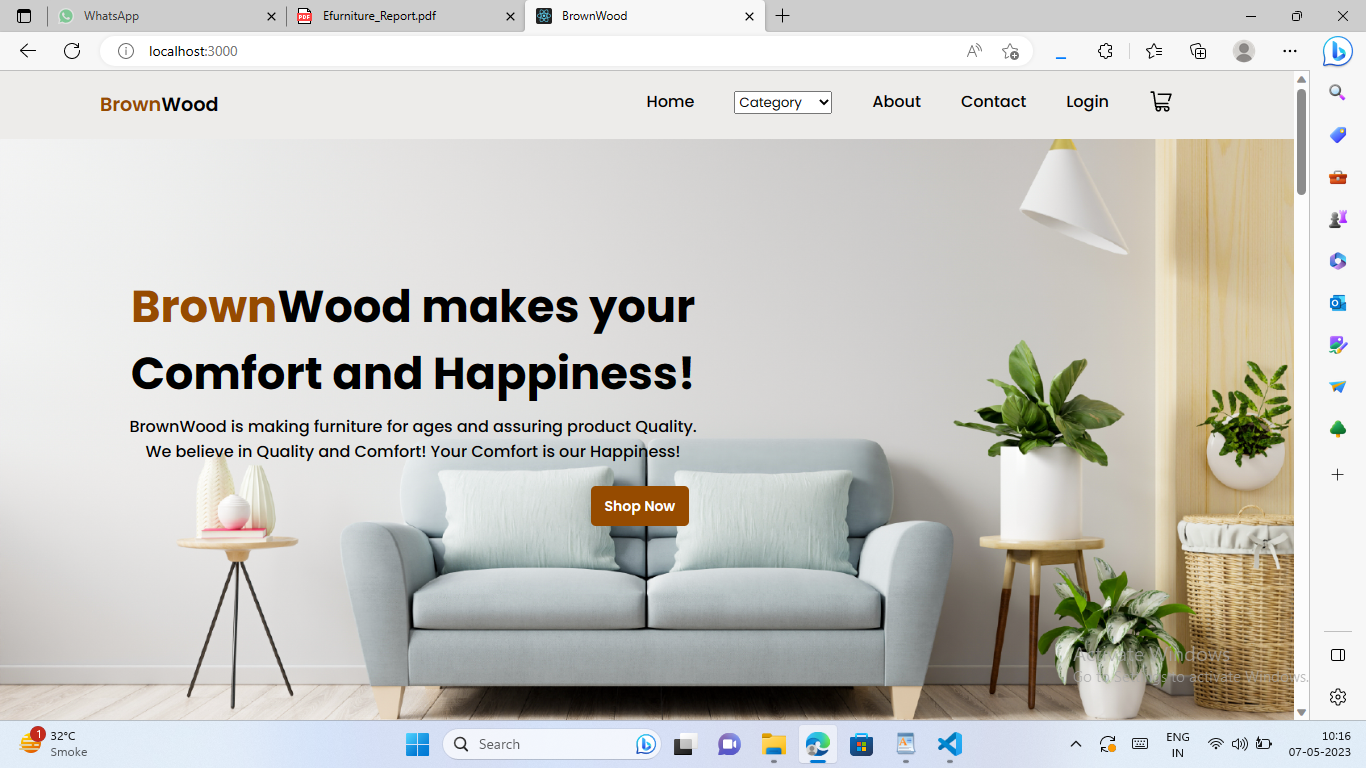 WhatsApp
Efurniture_Report.pdf
BrownWood
localhost:3000
BrownWood
Home
Category
About
Contact
Login
BrownWood makes your
Comfort and Happiness!
BrownWood is making furniture for ages and assuring product Quality.
We believe in Quality and Comfort! Your Comfort is our Happiness!
Shop Now
Activate Windows
Go to Settings to activate Windows.
1
32°C
Smoke
Search
ENG
IN
10:16
07-05-2023